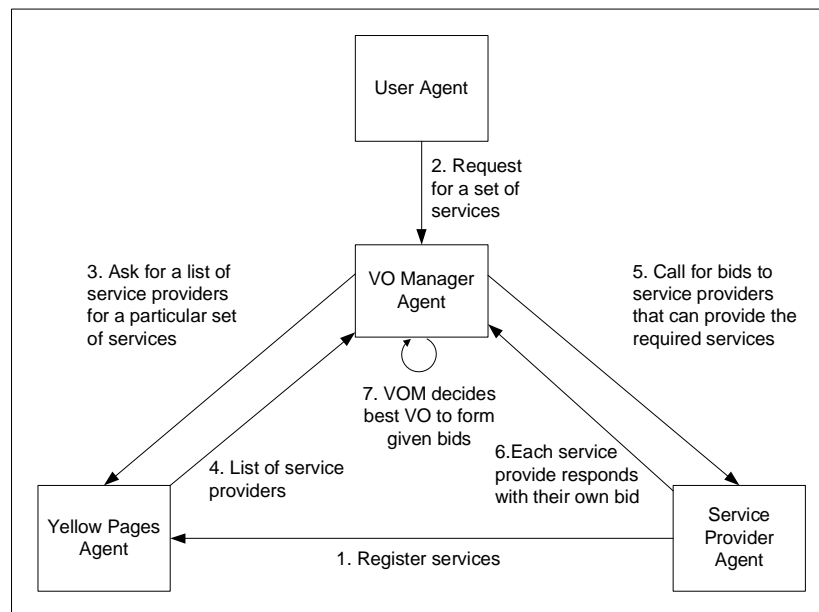 User Agent
2. Request
for a set of
services
3. Ask for a list of
service providers
for a particular set
of services
VO Manager
Agent
5. Call for bids to
service providers
that can provide the
required services
7. VOM decides
best VO to form
given bids
4. List of service
providers
6.Each service
provide responds
with their own bid
Yellow Pages
Agent
1. Register services
Service
Provider
Agent